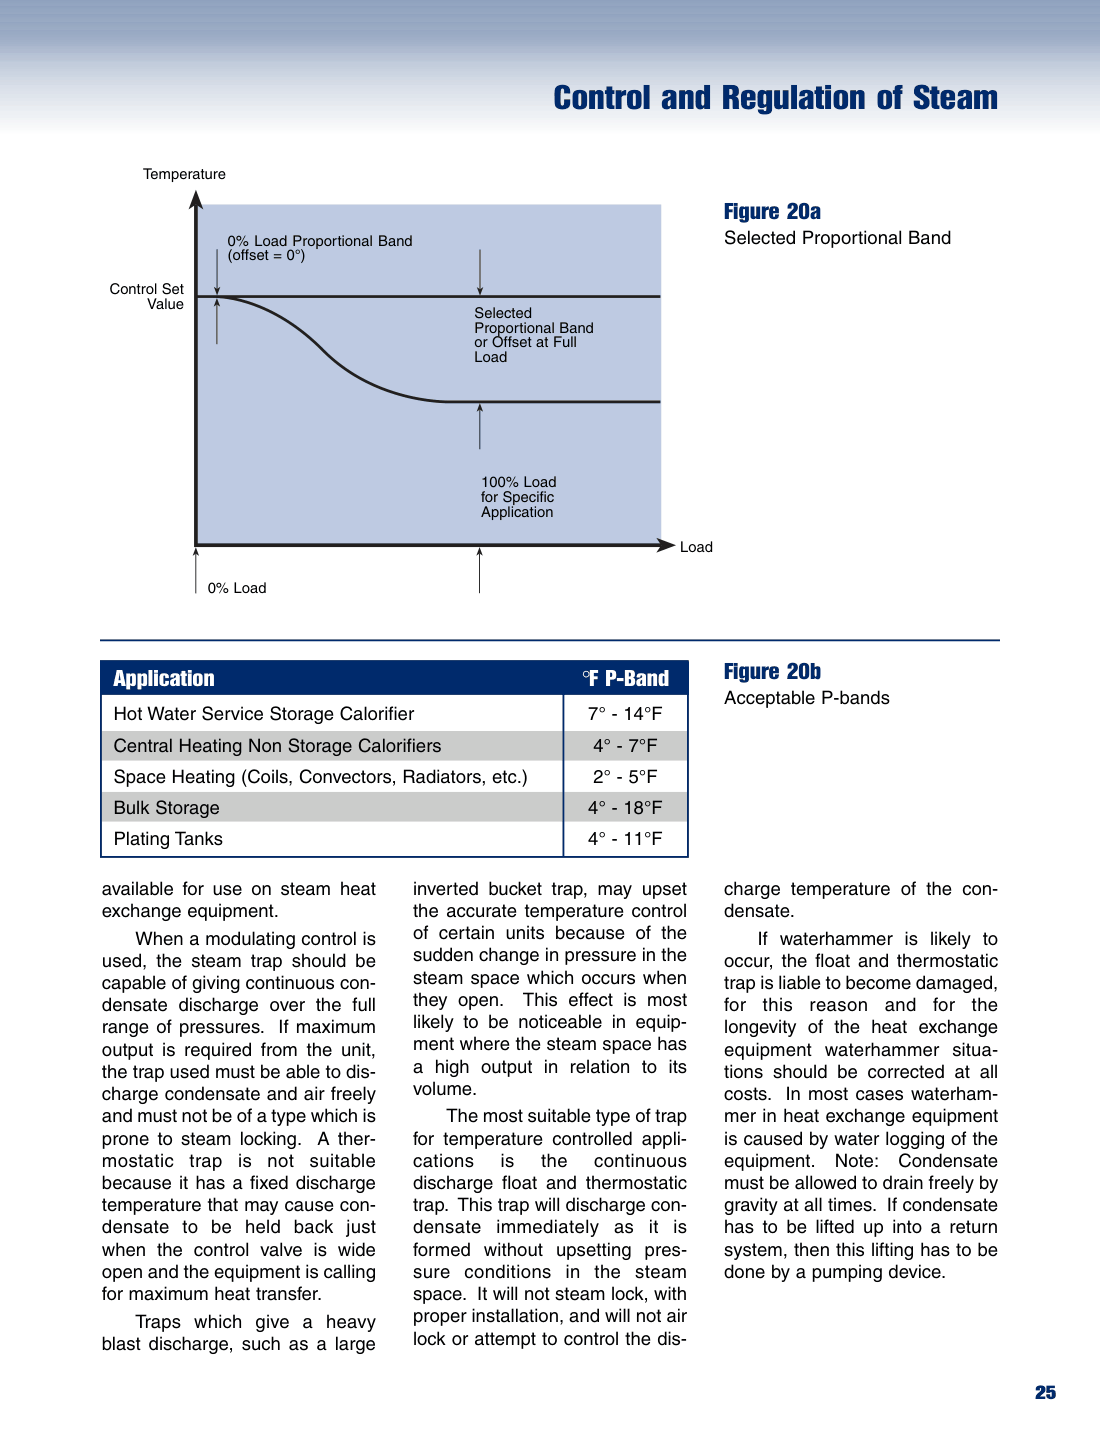 Control and Regulation of Steam
Temperature
0% Load Proportional Band
(offset = 0°)
Control Set
Value
Selected
Proportional Band
or Offset at Full
Load
100% Load
for Specific
Application
Load
0% Load
Figure 20a
Selected Proportional Band
Application °F P-Band
Hot Water Service Storage Calorifier 7° - 14°F
Central Heating Non Storage Calorifiers 4° - 7°F
Space Heating (Coils, Convectors, Radiators, etc.) 2° - 5°F
Bulk Storage 4° - 18°F
Plating Tanks 4° - 11°F
Figure 20b
Acceptable P-bands
available for use on steam heat
exchange equipment.
When a modulating control is
used, the steam trap should be
capable of giving continuous con-
densate discharge over the full
range of pressures. If maximum
output is required from the unit,
the trap used must be able to dis-
charge condensate and air freely
and must not be of a type which is
prone to steam locking. A ther-
mostatic trap is not suitable
because it has a fixed discharge
temperature that may cause con-
densate to be held back just
when the control valve is wide
open and the equipment is calling
for maximum heat transfer.
Traps which give a heavy
blast discharge, such as a large
inverted bucket trap, may upset
the accurate temperature control
of certain units because of the
sudden change in pressure in the
steam space which occurs when
they open. This effect is most
likely to be noticeable in equip-
ment where the steam space has
a high output in relation to its
volume.
The most suitable type of trap
for temperature controlled appli-
cations is the continuous
discharge float and thermostatic
trap. This trap will discharge con-
densate immediately as it is
formed without upsetting pres-
sure conditions in the steam
space. It will not steam lock, with
proper installation, and will not air
lock or attempt to control the dis-
charge temperature of the con-
densate.
If waterhammer is likely to
occur, the float and thermostatic
trap is liable to become damaged,
for this reason and for the
longevity of the heat exchange
equipment waterhammer situa-
tions should be corrected at all
costs. In most cases waterham-
mer in heat exchange equipment
is caused by water logging of the
equipment. Note: Condensate
must be allowed to drain freely by
gravity at all times. If condensate
has to be lifted up into a return
system, then this lifting has to be
done by a pumping device.
25